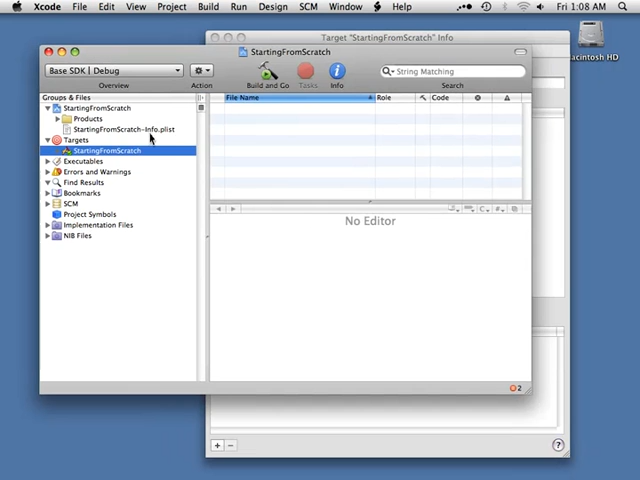 Xcode File Edit View Project Build Run Design SCM Window Help Fri 1:08 AM
Target "StartingFromScratch" Info
StartingFromScratch
Base SDK | Debug
String Matching
Overview Action Build and Go Tasks Info Search
Groups & Files
File Name Role Code
StartingFromScratch
Products
StartingFromScratch-Info.plist
Targets
StartingFromScratch
Executables
Errors and Warnings
Find Results
Bookmarks
SCM
Project Symbols
Implementation Files
NIB Files
No Editor
2